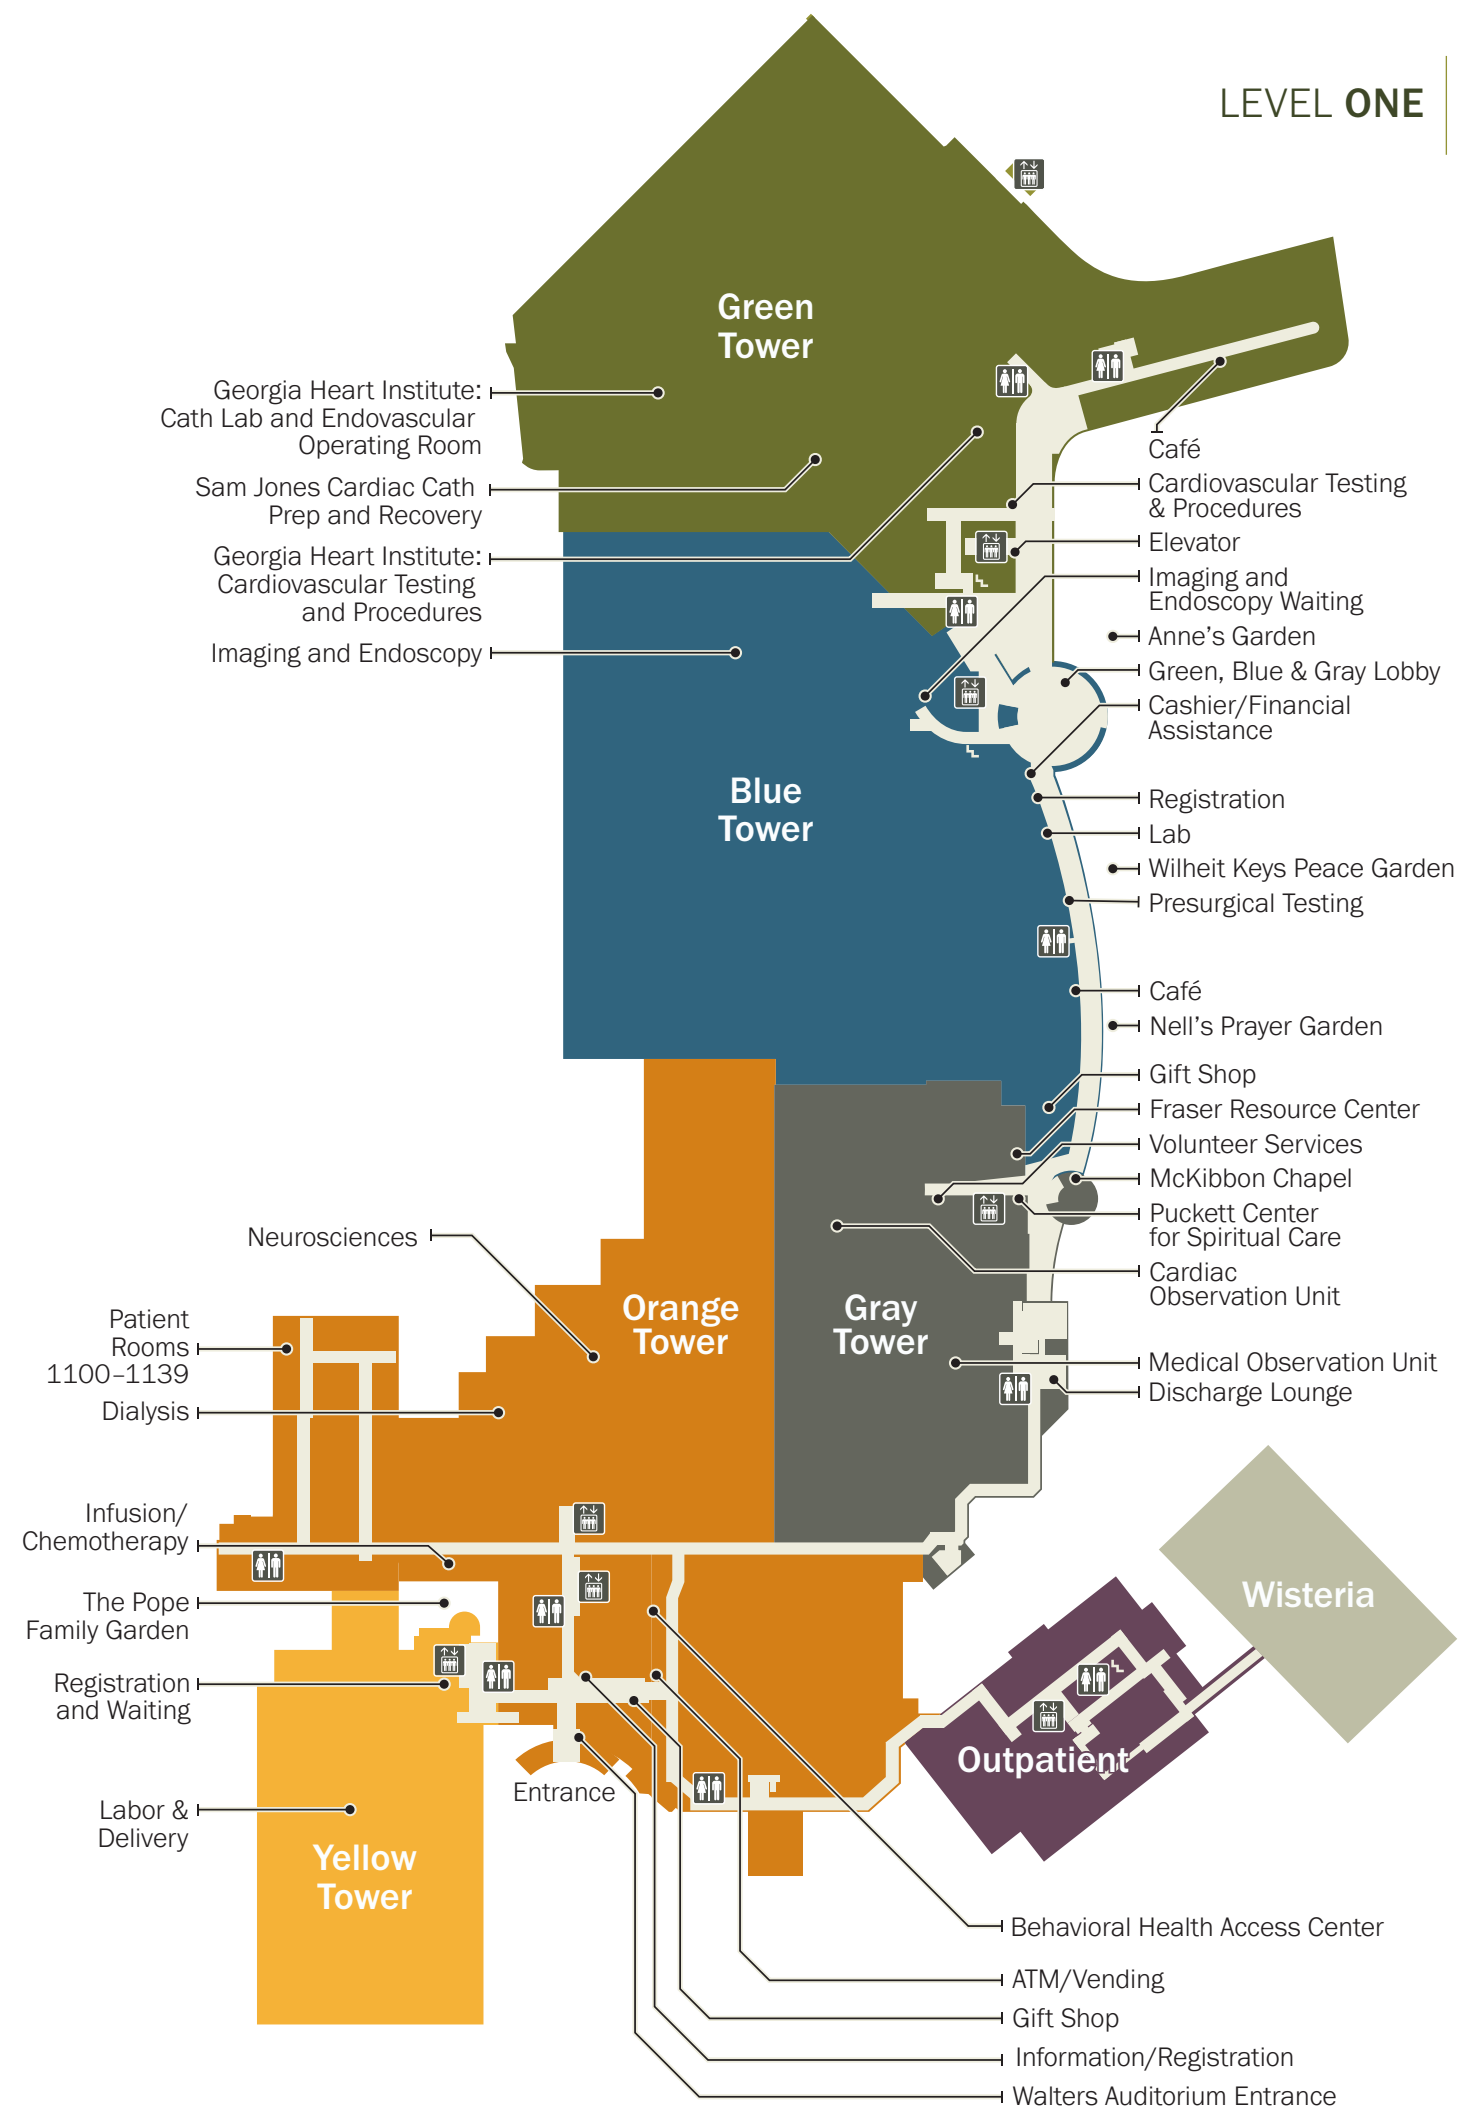 LEVEL ONE
Green
Tower
Georgia Heart Institute:
Cath Lab and Endovascular
Operating Room
Sam Jones Cardiac Cath
Prep and Recovery
Georgia Heart Institute:
Cardiovascular Testing
and Procedures
Imaging and Endoscopy
Café
Cardiovascular Testing
& Procedures
Elevator
Imaging and
Endoscopy Waiting
Anne's Garden
Green, Blue & Gray Lobby
Cashier/Financial
Assistance
Blue
Tower
Registration
Lab
Wilheit Keys Peace Garden
Presurgical Testing
Café
Nell's Prayer Garden
Gift Shop
Fraser Resource Center
Volunteer Services
McKibbon Chapel
Puckett Center
for Spiritual Care
Cardiac
Observation Unit
Medical Observation Unit
Discharge Lounge
Neurosciences
Orange
Tower
Gray
Tower
Patient
Rooms
1100–1139
Dialysis
Infusion/
Chemotherapy
The Pope
Family Garden
Registration
and Waiting
Labor &
Delivery
Yellow
Tower
Entrance
Wisteria
Outpatient
Behavioral Health Access Center
ATM/Vending
Gift Shop
Information/Registration
Walters Auditorium Entrance